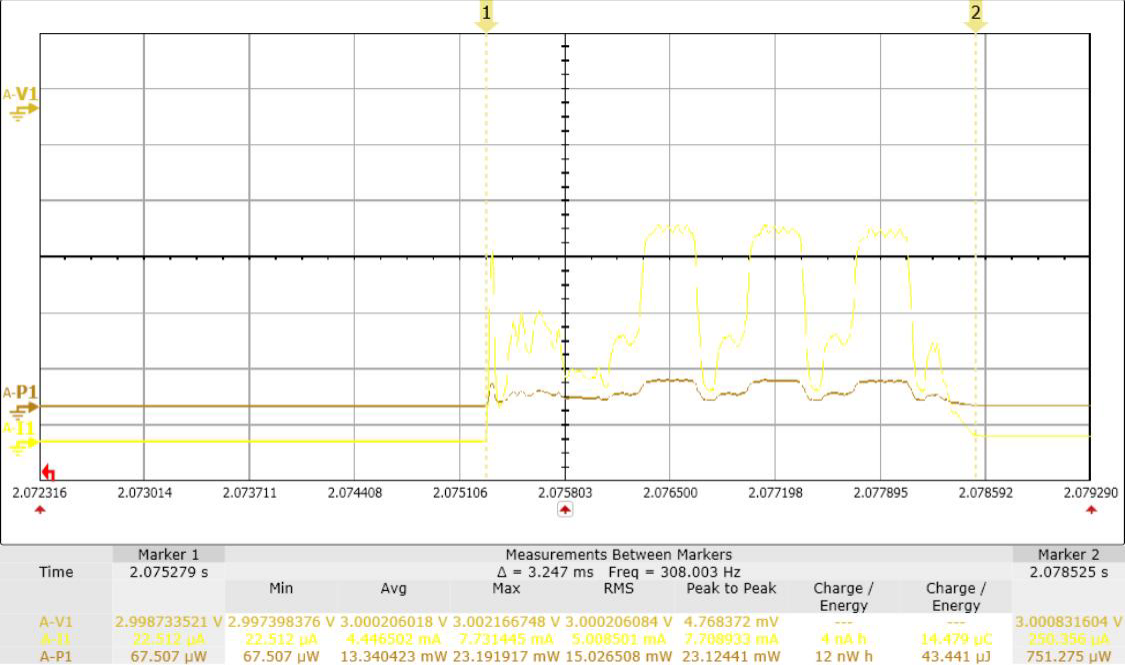 1 2
A-V1
A-P1
A-I1
2.072316 2.073014 2.073711 2.074408 2.075106 2.075803 2.076500 2.077198 2.077895 2.078592 2.079290
Marker 1 Measurements Between Markers Marker 2
Time 2.075279 s Δ = 3.247 ms Freq = 308.003 Hz 2.078525 s
Min Avg Max RMS Peak to Peak Charge / Charge /
Energy Energy
A-V1 2.998733521 V 2.997398376 V 3.000206018 V 3.002166748 V 3.000206084 V 4.768372 mV --- --- 3.000831604 V
A-I1 22.512 µA 22.512 µA 4.446502 mA 7.731445 mA 5.008501 mA 7.708933 mA 4 nA h 14.479 µC 250.356 µA
A-P1 67.507 µW 67.507 µW 13.340423 mW 23.191917 mW 15.026508 mW 23.12441 mW 12 nW h 43.441 µJ 751.275 µW